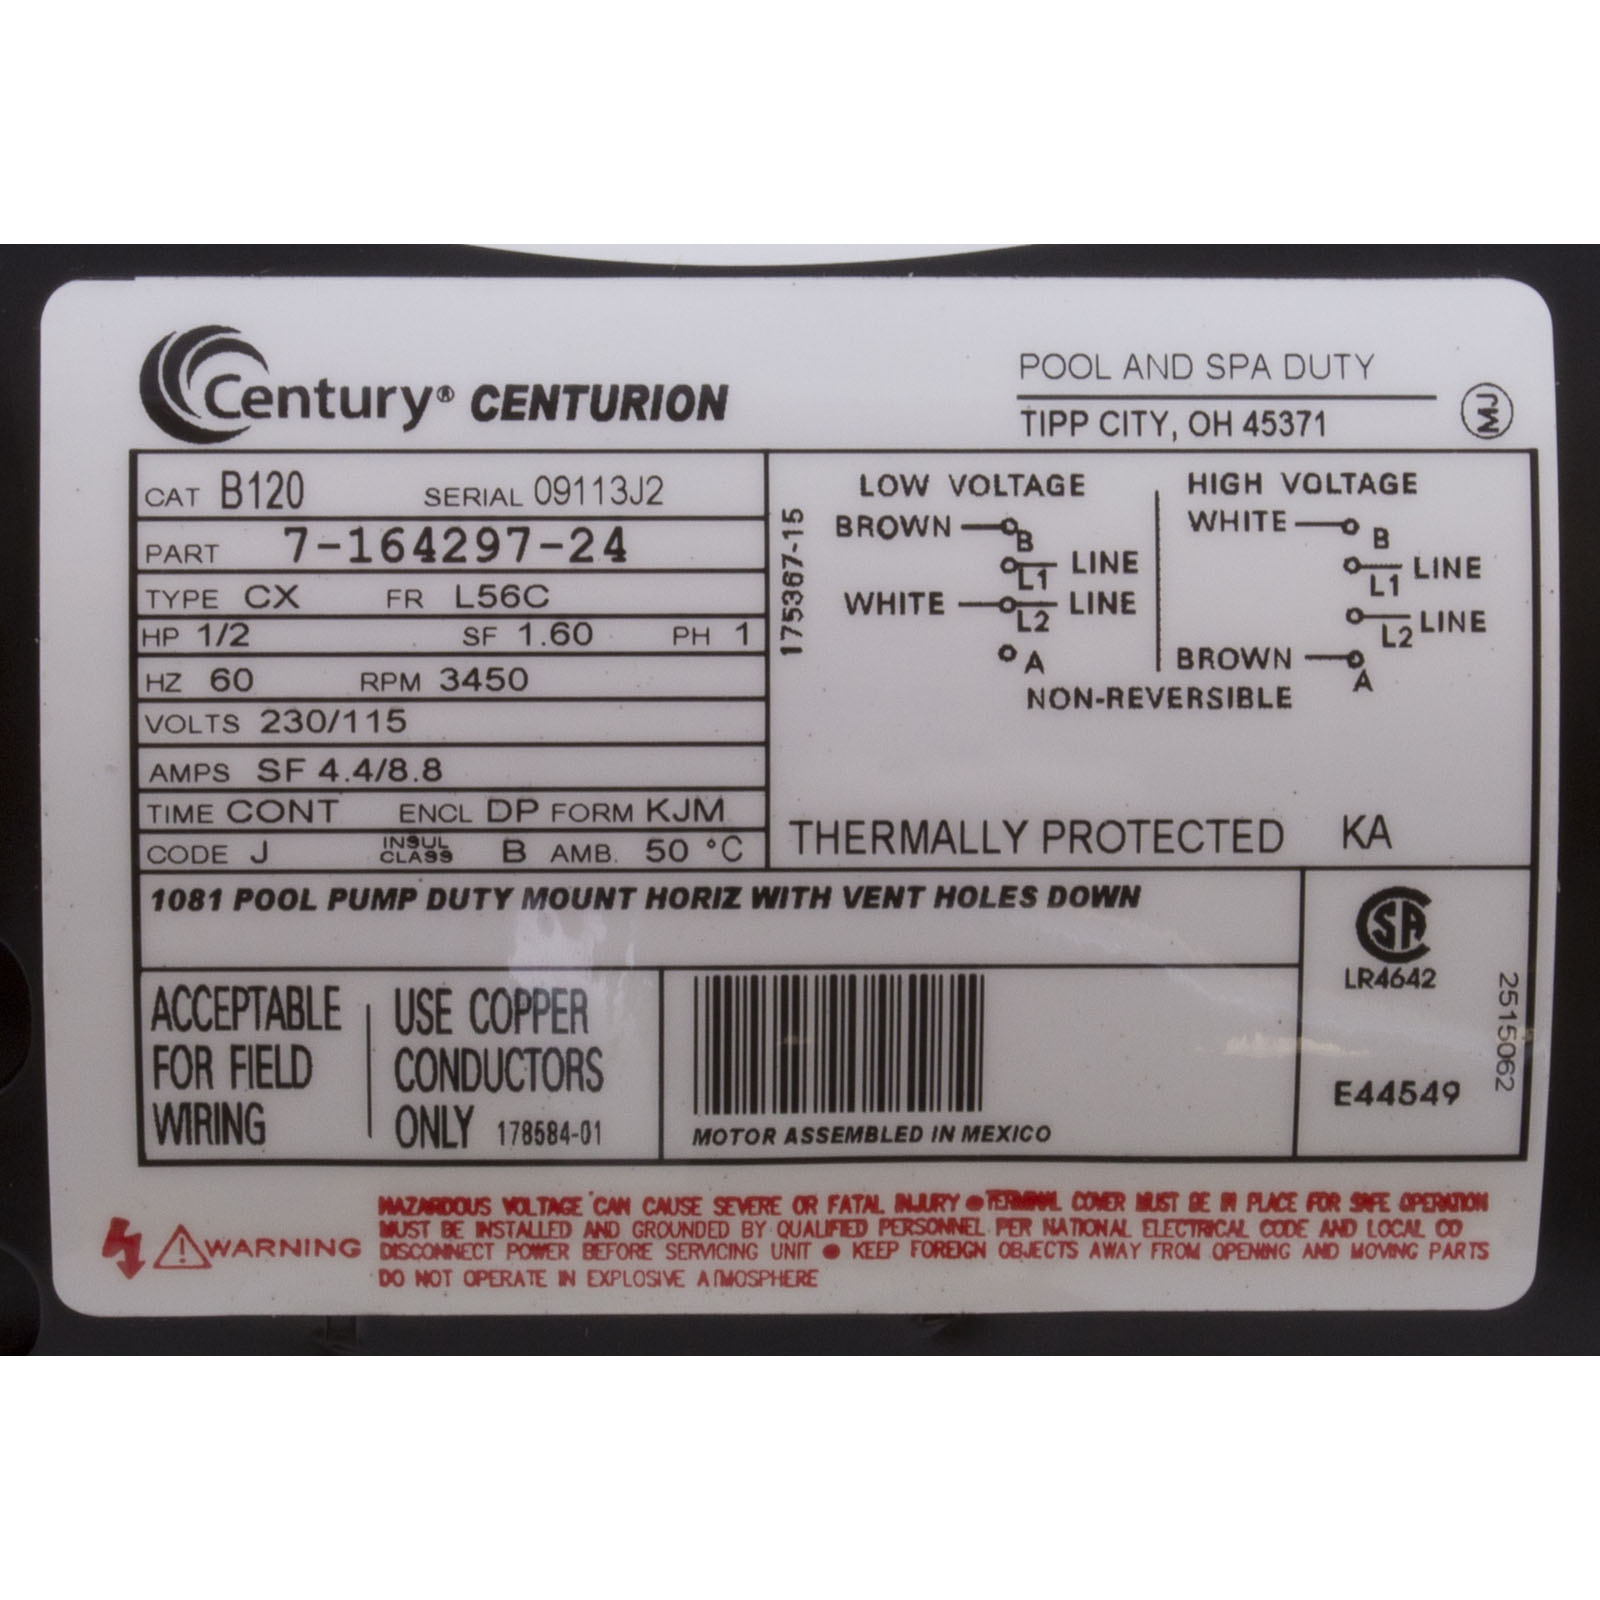 Century® CENTURION
POOL AND SPA DUTY
TIPP CITY, OH 45371
MJ
CAT B120 SERIAL 09113J2
PART 7-164297-24
TYPE CX FR L56C
HP 1/2 SF 1.60 PH 1
HZ 60 RPM 3450
VOLTS 230/115
AMPS SF 4.4/8.8
TIME CONT ENCL DP FORM KJM
CODE J INSUL CLASS B AMB. 50 °C
175367-15
LOW VOLTAGE
BROWN B
L1 LINE
WHITE L2 LINE
A
HIGH VOLTAGE
WHITE B
L1 LINE
L2 LINE
BROWN A
NON-REVERSIBLE
THERMALLY PROTECTED KA
1081 POOL PUMP DUTY MOUNT HORIZ WITH VENT HOLES DOWN
SA
LR4642
E44549
2515062
ACCEPTABLE
FOR FIELD
WIRING
USE COPPER
CONDUCTORS
ONLY 178584-01
MOTOR ASSEMBLED IN MEXICO
WARNING
HAZARDOUS VOLTAGE CAN CAUSE SEVERE OR FATAL INJURY ● TERMINAL COVER MUST BE IN PLACE FOR SAFE OPERATION
MUST BE INSTALLED AND GROUNDED BY QUALIFIED PERSONNEL PER NATIONAL ELECTRICAL CODE AND LOCAL CO
DISCONNECT POWER BEFORE SERVICING UNIT ● KEEP FOREIGN OBJECTS AWAY FROM OPENING AND MOVING PARTS
DO NOT OPERATE IN EXPLOSIVE ATMOSPHERE